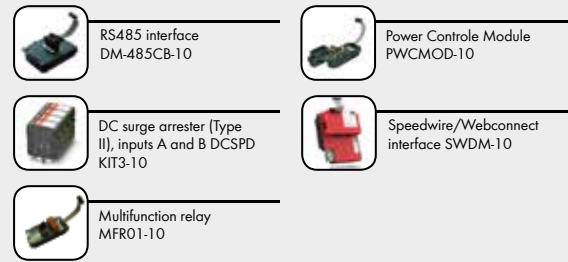 RS485 interface
DM-485CB-10
Power Controle Module
PWCMOD-10
DC surge arrester (Type
II), inputs A and B DCSPD
KIT3-10
Speedwire/Webconnect
interface SWDM-10
Multifunction relay
MFR01-10